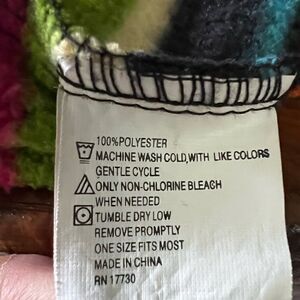 100%POLYESTER
MACHINE WASH COLD,WITH LIKE COLORS
GENTLE CYCLE
ONLY NON-CHLORINE BLEACH
WHEN NEEDED
TUMBLE DRY LOW
REMOVE PROMPTLY
ONE SIZE FITS MOST
MADE IN CHINA
RN 17730